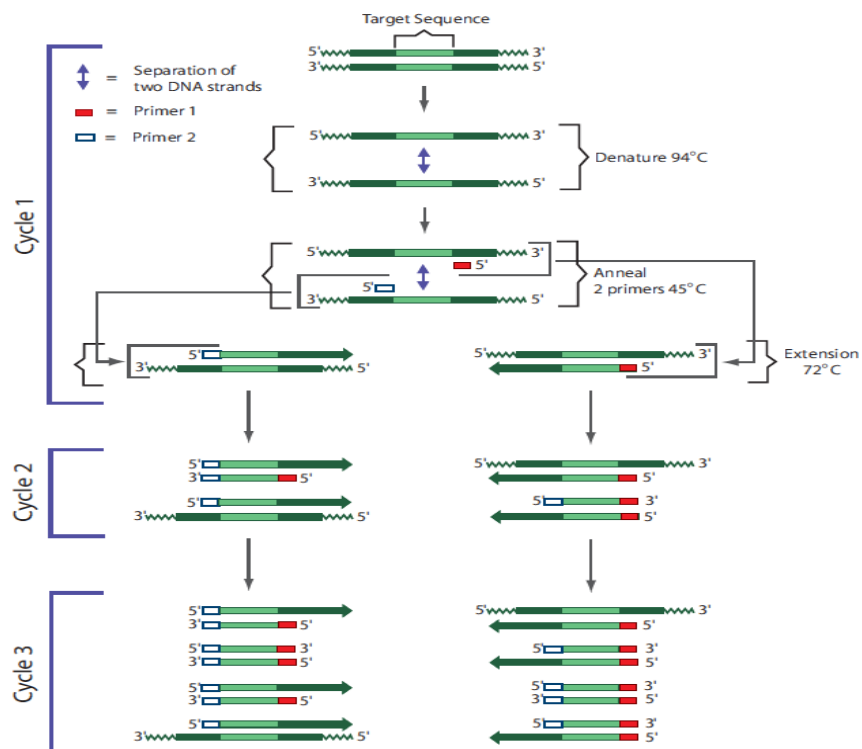 Target Sequence
5' 3'
3' 5'
= Separation of
two DNA strands
= Primer 1
= Primer 2
5' 3'
Denature 94°C
3' 5'
Cycle 1
5' 3'
5'
Anneal
2 primers 45°C
5'
3' 5'
5' 3'
3' 5' 5'
Extension
72°C
Cycle 2
5' 5' 3'
3' 5' 5'
5' 5' 3'
3' 5' 5'
Cycle 3
5' 5' 3'
3' 5' 5'
5' 3' 5' 3'
3' 5' 5'
5' 5' 3'
3' 5' 3' 5'
5' 5' 3'
3' 5' 5'